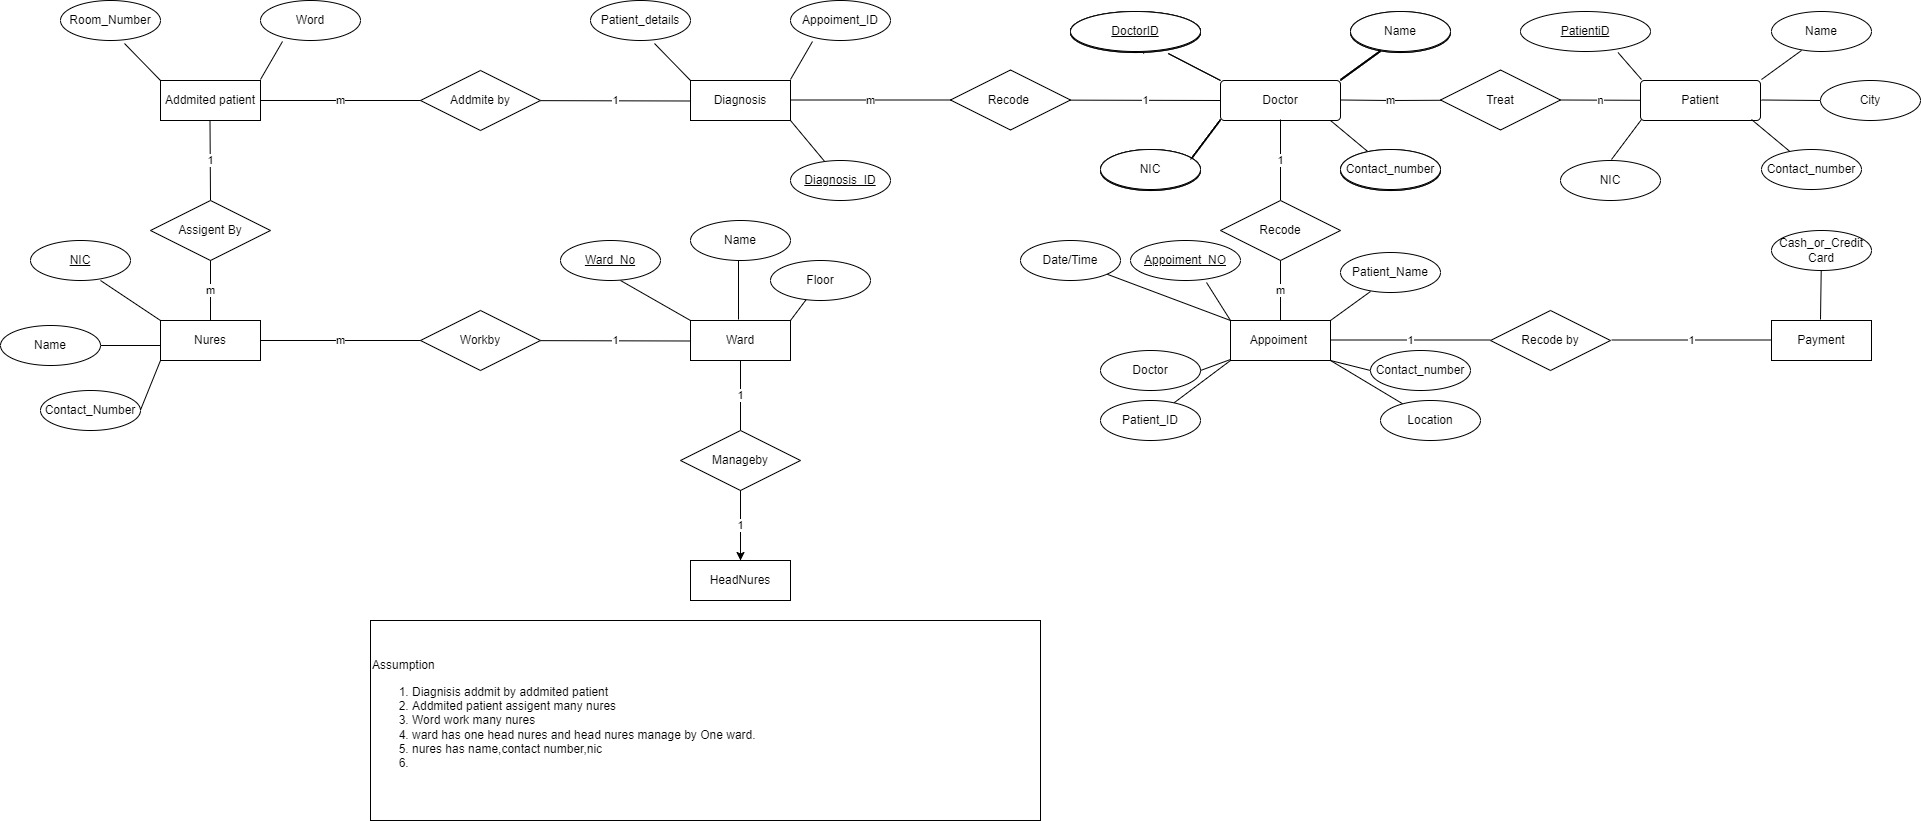 Room_Number
Word
Patient_details
Appoiment_ID
DoctorID
Name
PatientiD
Name
Addmited patient
m
Addmite by
1
Diagnosis
m
Recode
1
Doctor
m
Treat
n
Patient
City
1
Diagnosis_ID
NIC
1
Contact_number
NIC
Contact_number
Assigent By
Recode
NIC
m
Ward_No
Name
Floor
Date/Time
Appoiment_NO
m
Patient_Name
Cash_or_Credit
Card
Name
Nures
m
Workby
1
Ward
Appoiment
1
Recode by
1
Payment
Contact_Number
1
Doctor
Contact_number
Patient_ID
Location
Manageby
1
HeadNures
Assumption
1. Diagnisis addmit by addmited patient
2. Addmited patient assigent many nures
3. Word work many nures
4. ward has one head nures and head nures manage by One ward.
5. nures has name,contact number,nic
6.